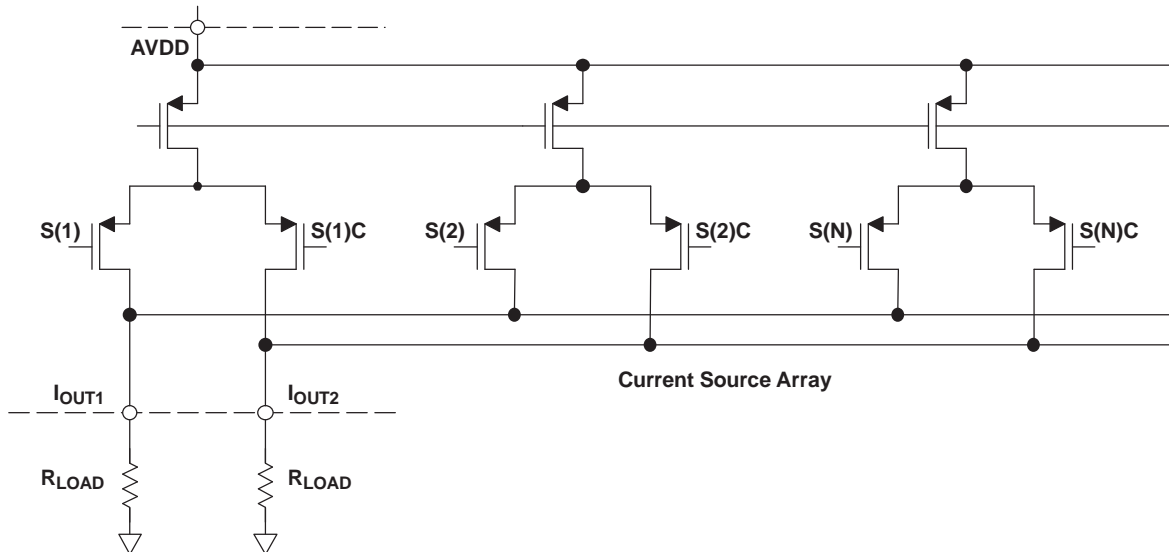 AVDD
S(1)
S(1)C
S(2)
S(2)C
S(N)
S(N)C
Current Source Array
IOUT1
IOUT2
RLOAD
RLOAD